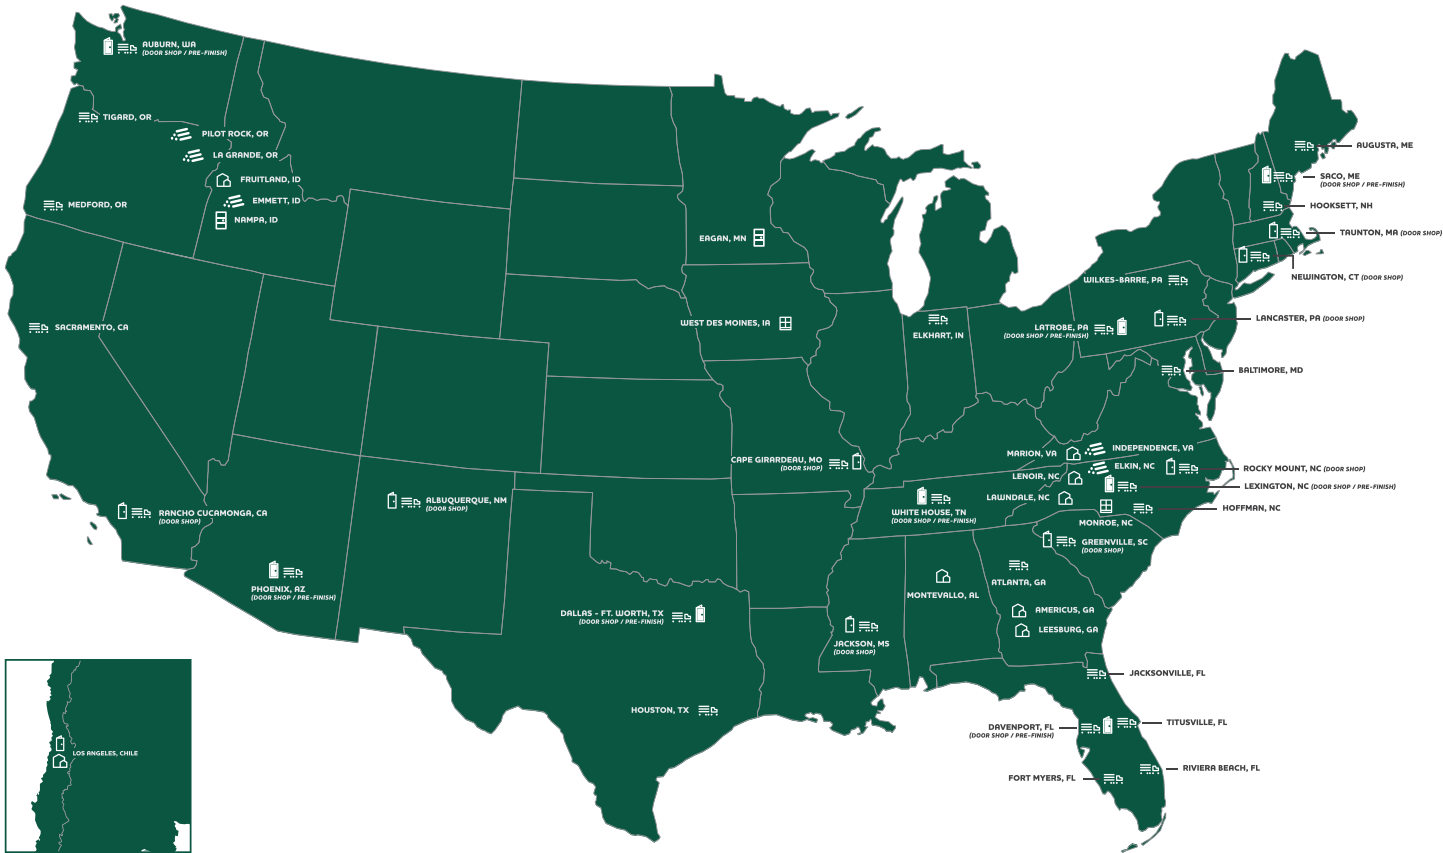 AUBURN, WA
(DOOR SHOP / PRE-FINISH)
TIGARD, OR
PILOT ROCK, OR
LA GRANDE, OR
FRUITLAND, ID
EMMETT, ID
NAMPA, ID
MEDFORD, OR
SACRAMENTO, CA
RANCHO CUCAMONGA, CA
(DOOR SHOP)
PHOENIX, AZ
(DOOR SHOP / PRE-FINISH)
ALBUQUERQUE, NM
(DOOR SHOP)
DALLAS - FT. WORTH, TX
(DOOR SHOP / PRE-FINISH)
HOUSTON, TX
EAGAN, MN
WEST DES MOINES, IA
CAPE GIRARDEAU, MO
(DOOR SHOP)
ELKHART, IN
WHITE HOUSE, TN
(DOOR SHOP / PRE-FINISH)
JACKSON, MS
(DOOR SHOP)
MONTEVALLO, AL
ATLANTA, GA
AMERICUS, GA
LEESBURG, GA
AUGUSTA, ME
SACO, ME
(DOOR SHOP / PRE-FINISH)
HOOKSETT, NH
TAUNTON, MA (DOOR SHOP)
NEWINGTON, CT (DOOR SHOP)
WILKES-BARRE, PA
LANCASTER, PA (DOOR SHOP)
LATROBE, PA
(DOOR SHOP / PRE-FINISH)
BALTIMORE, MD
MARION, VA
INDEPENDENCE, VA
ELKIN, NC
LENOIR, NC
LAWNDALE, NC
ROCKY MOUNT, NC (DOOR SHOP)
LEXINGTON, NC (DOOR SHOP / PRE-FINISH)
HOFFMAN, NC
MONROE, NC
GREENVILLE, SC
(DOOR SHOP)
JACKSONVILLE, FL
DAVENPORT, FL
(DOOR SHOP / PRE-FINISH)
TITUSVILLE, FL
RIVIERA BEACH, FL
FORT MYERS, FL
LOS ANGELES, CHILE